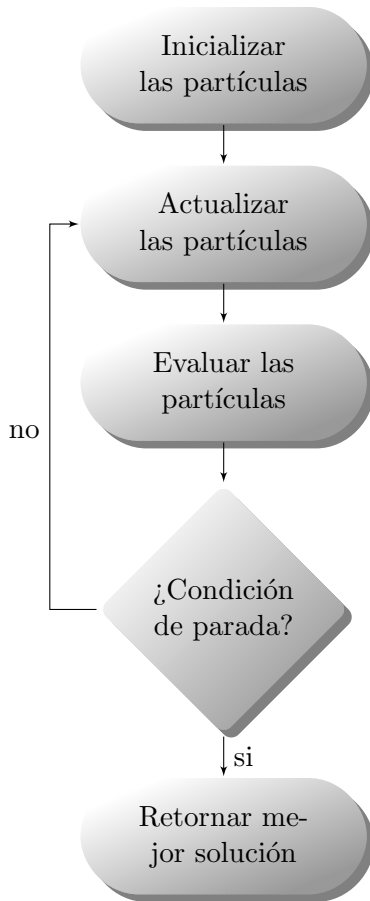 Inicializar
las partículas
Actualizar
las partículas
Evaluar las
partículas
no
¿Condición
de parada?
si
Retornar me-
jor solución